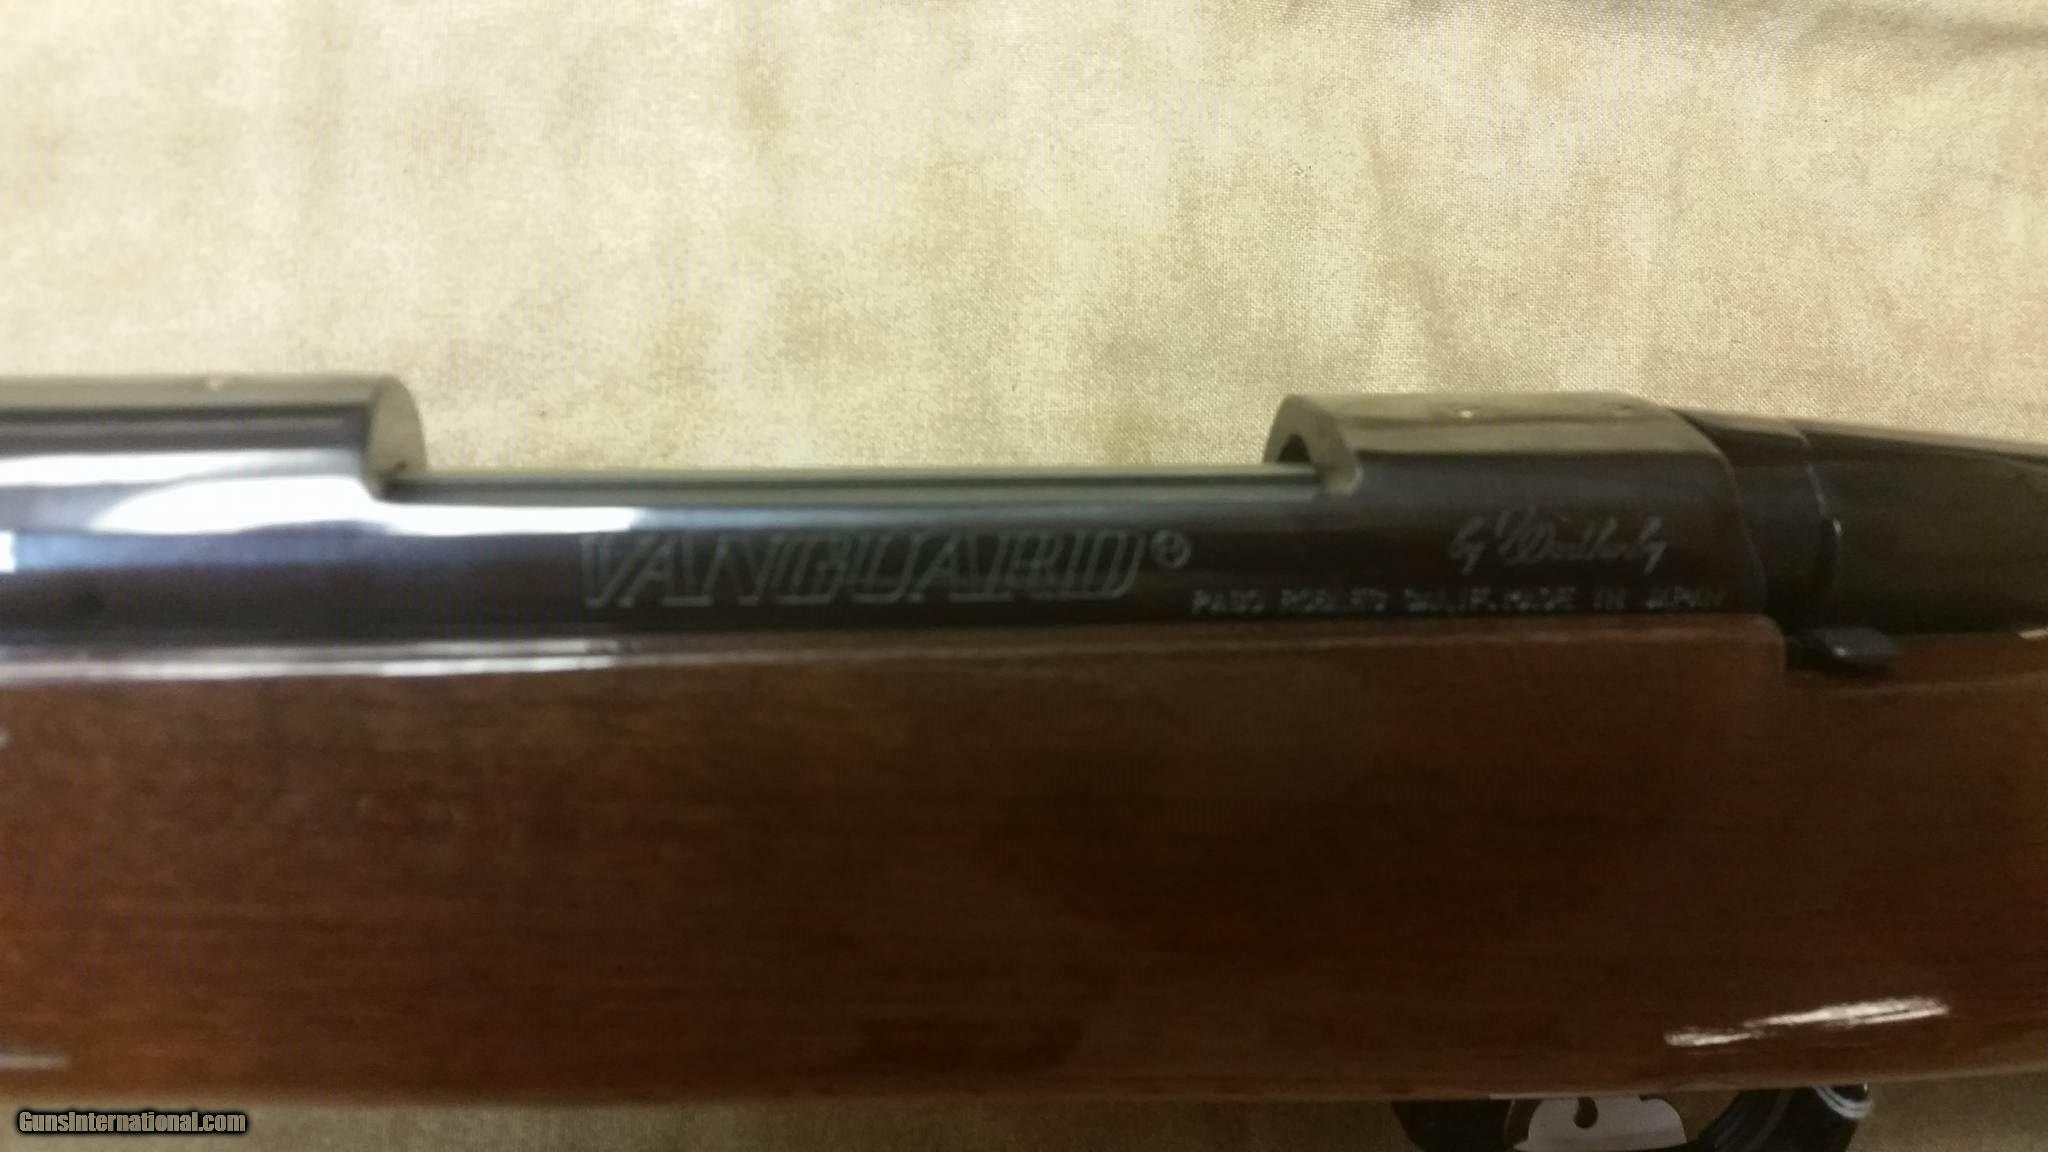 VANGUARD®
by Weatherby
PASO ROBLES CALIF. MADE IN JAPAN
GunsInternational.com